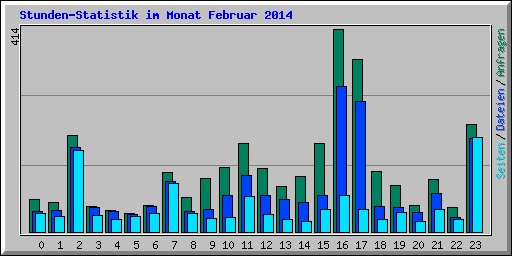 Stunden-Statistik im Monat Februar 2014
414
0 1 2 3 4 5 6 7 8 9 10 11 12 13 14 15 16 17 18 19 20 21 22 23
Seiten / Dateien / Anfragen